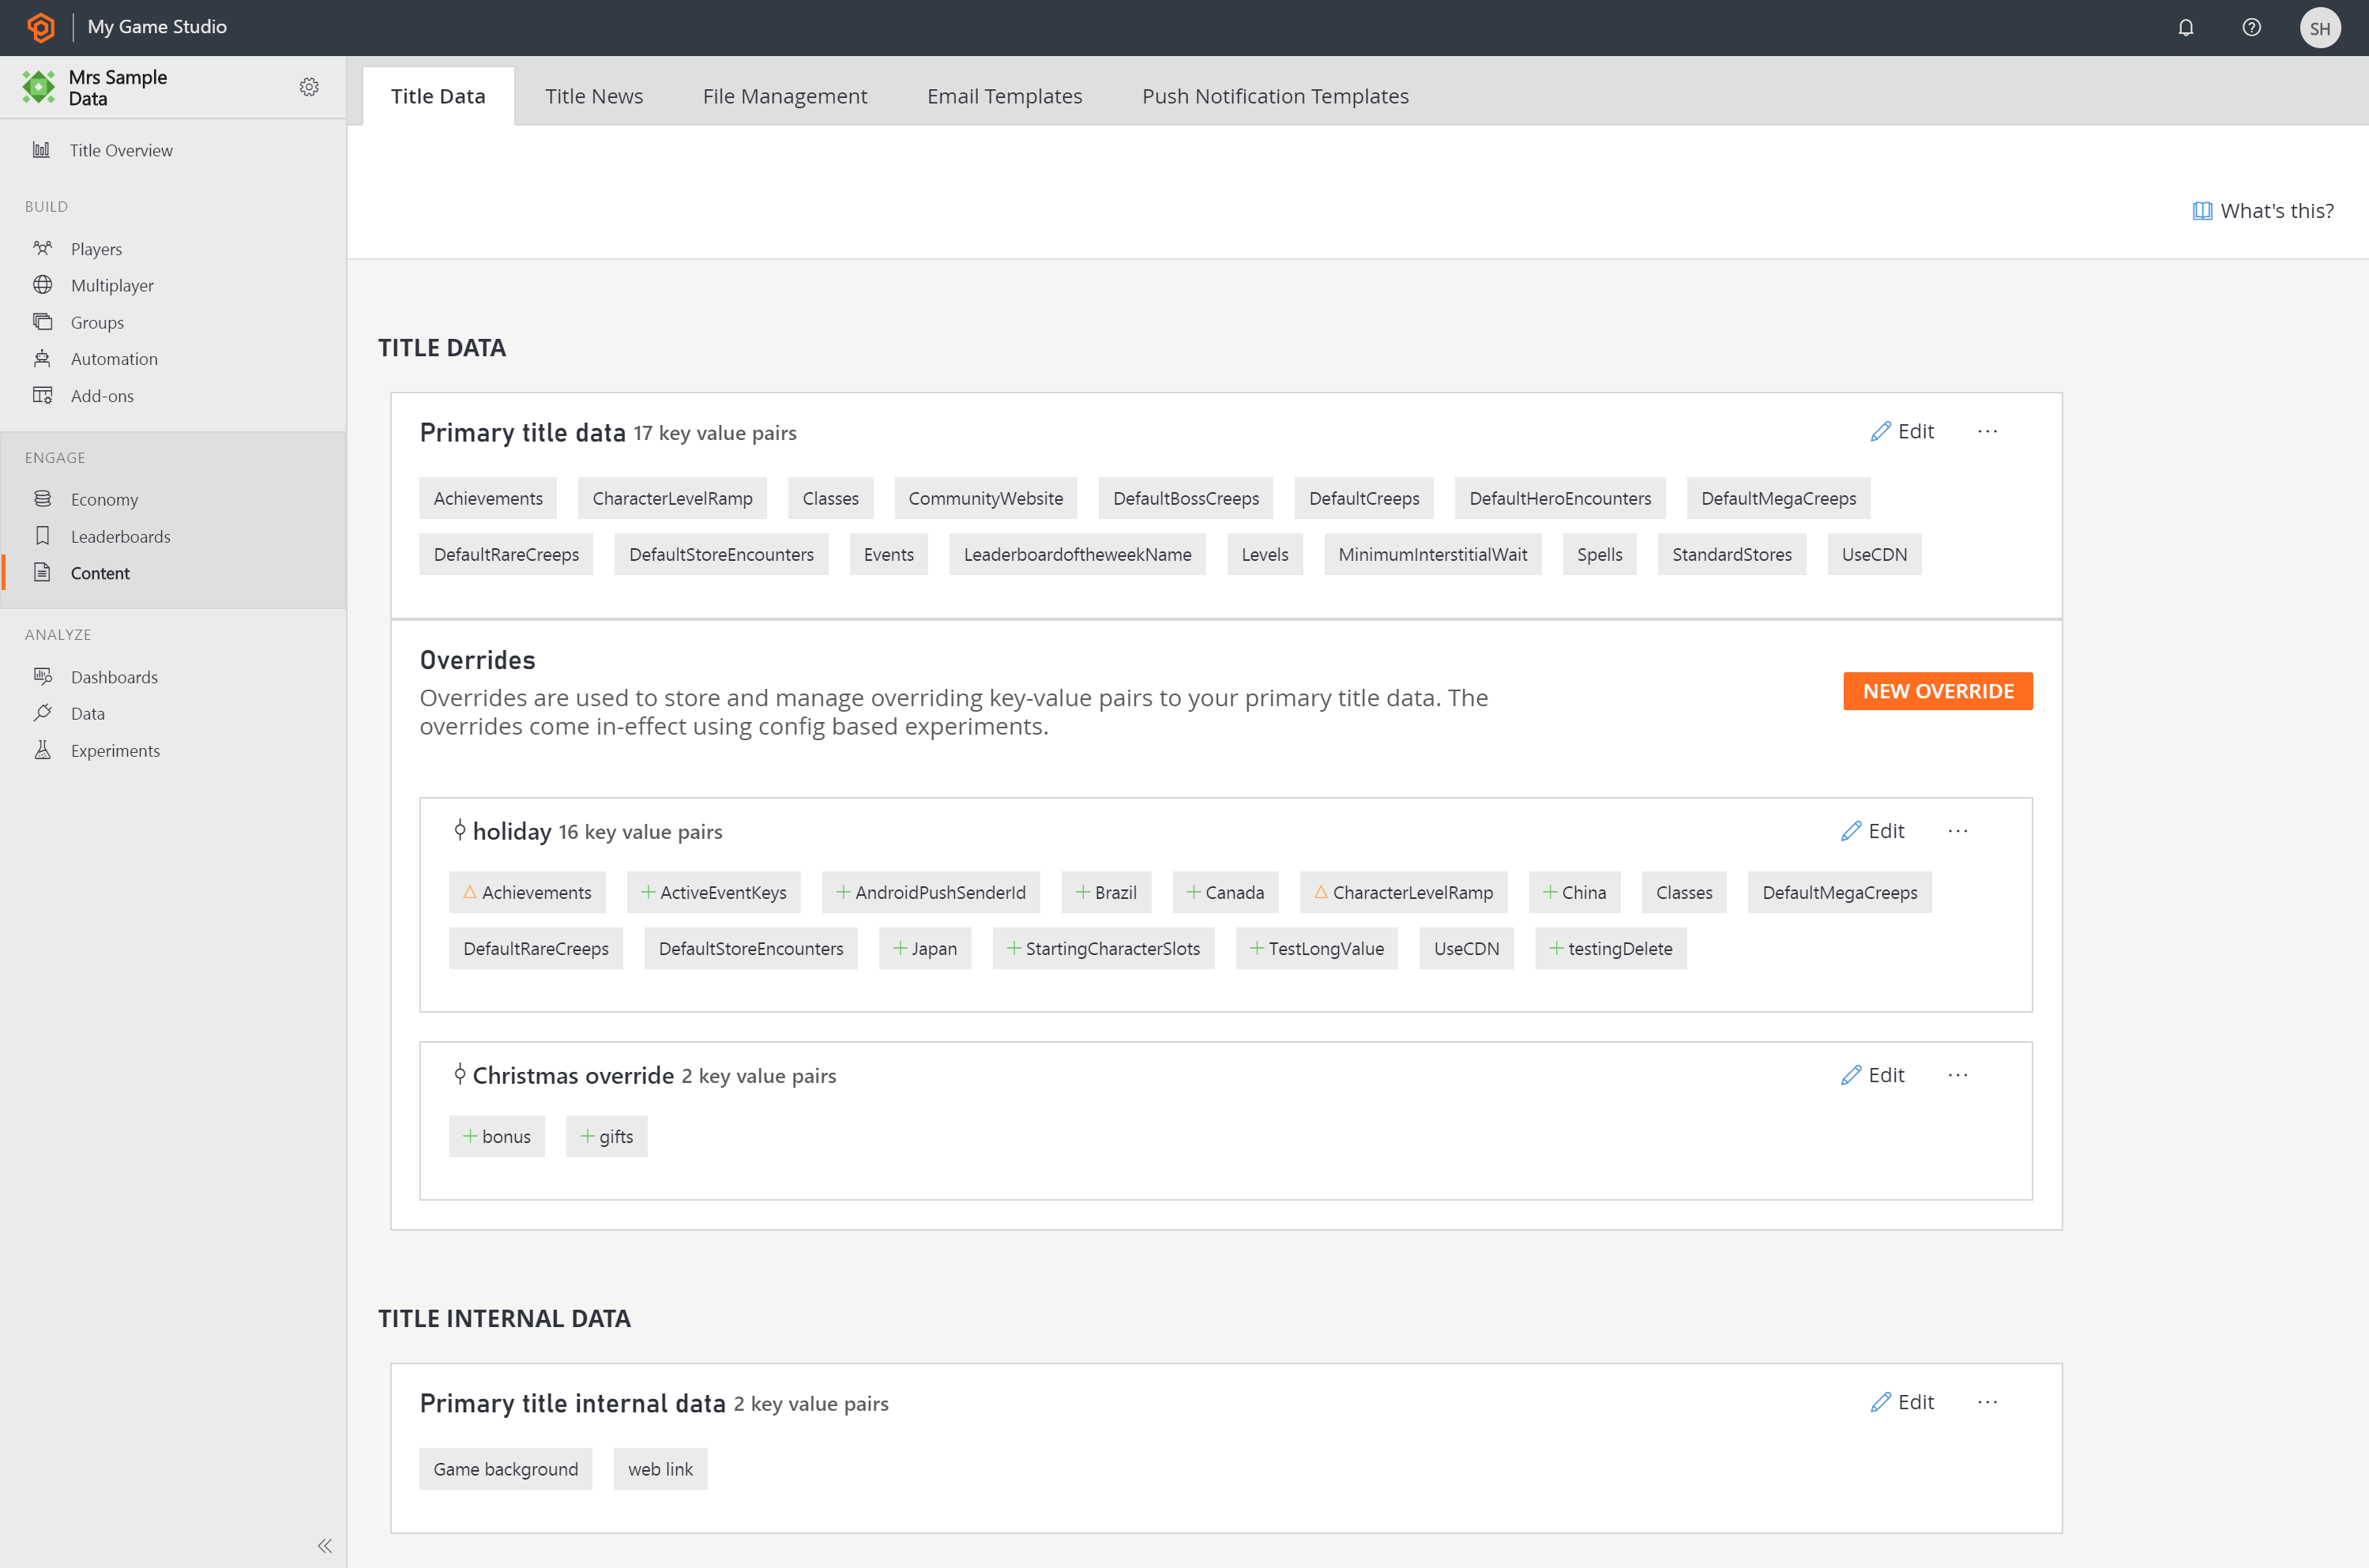 My Game Studio
SH
Mrs Sample
Data
Title Overview
BUILD
Players
Multiplayer
Groups
Automation
Add-ons
ENGAGE
Economy
Leaderboards
Content
ANALYZE
Dashboards
Data
Experiments
Title Data Title News File Management Email Templates Push Notification Templates
What's this?
TITLE DATA
Primary title data 17 key value pairs Edit ...
Achievements CharacterLevelRamp Classes CommunityWebsite DefaultBossCreeps DefaultCreeps DefaultHeroEncounters DefaultMegaCreeps
DefaultRareCreeps DefaultStoreEncounters Events LeaderboardoftheweekName Levels MinimumInterstitialWait Spells StandardStores UseCDN
Overrides
Overrides are used to store and manage overriding key-value pairs to your primary title data. The
overrides come in-effect using config based experiments.
NEW OVERRIDE
holiday 16 key value pairs Edit ...
Achievements + ActiveEventKeys + AndroidPushSenderId + Brazil + Canada CharacterLevelRamp + China Classes DefaultMegaCreeps
DefaultRareCreeps DefaultStoreEncounters + Japan + StartingCharacterSlots + TestLongValue UseCDN + testingDelete
Christmas override 2 key value pairs Edit ...
+ bonus + gifts
TITLE INTERNAL DATA
Primary title internal data 2 key value pairs Edit ...
Game background web link